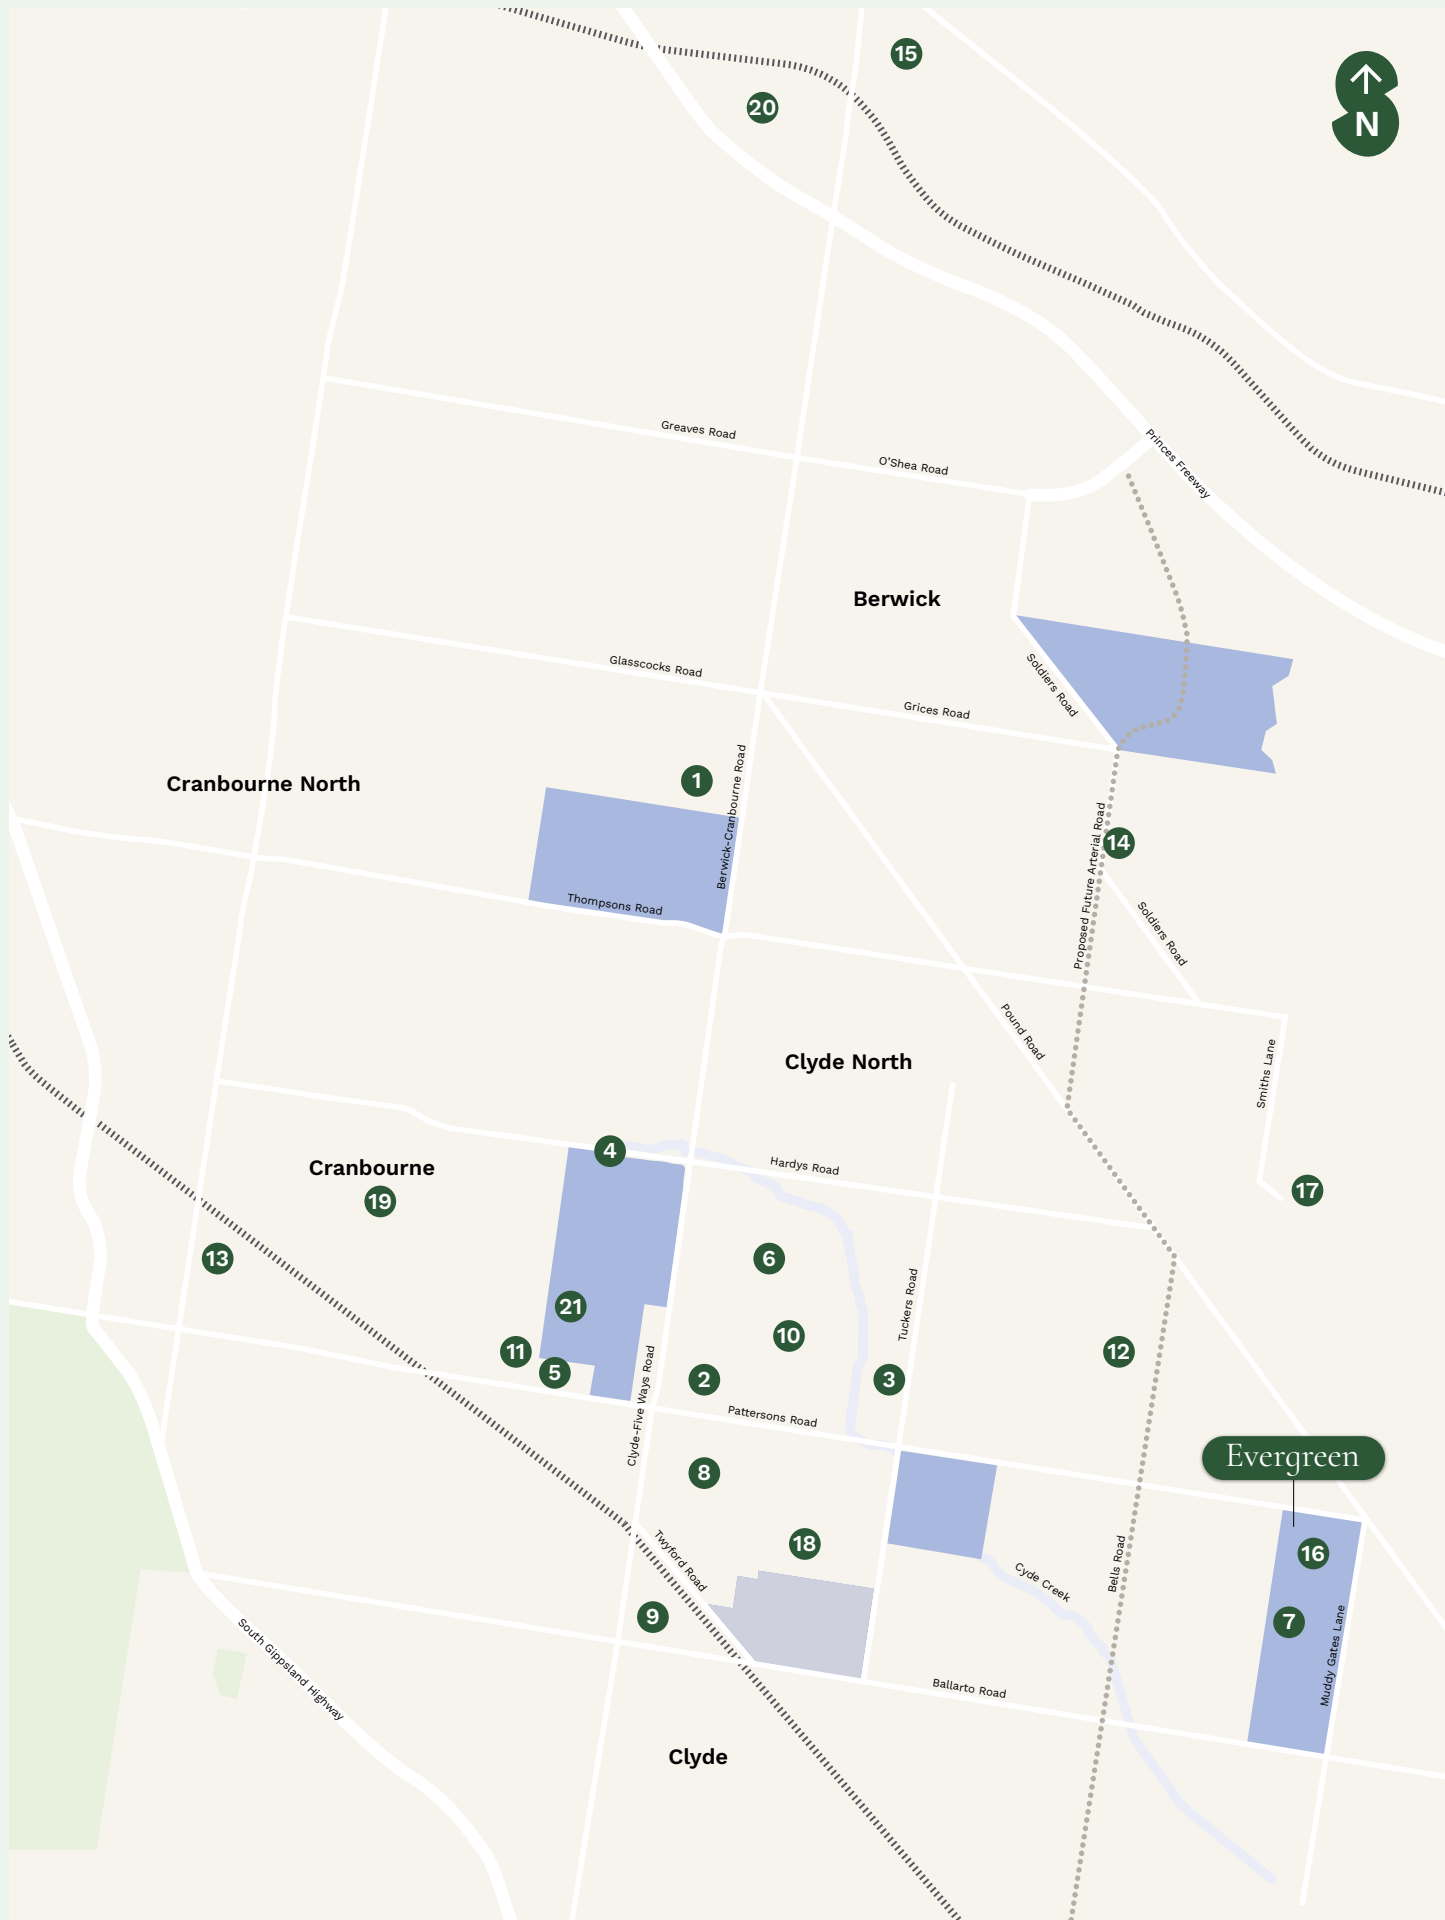 15
20
N
Greaves Road
O'Shea Road
Princes Freeway
Berwick
Soldiers Road
Glasscocks Road
Grices Road
Cranbourne North
1
Berwick-Cranbourne Road
Thompsons Road
14
Proposed Future Arterial Road
Soldiers Road
Pound Road
Clyde North
Smiths Lane
4
Hardys Road
Cranbourne
19
17
13
6
21
10
Tuckers Road
11
5
2
3
12
Clyde-Five Ways Road
Pattersons Road
Evergreen
8
18
16
Twyford Road
Cyde Creek
Bells Road
9
7
Muddy Gates Lane
South Gippsland Highway
Ballarto Road
Clyde